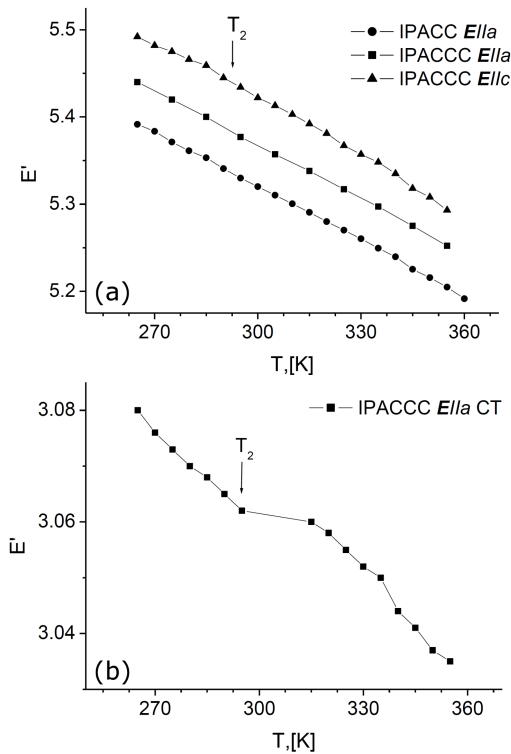 5.5
5.4
5.3
5.2
E'
T₂
IPACC E//a
IPACCC E//a
IPACCC E//c
(a)
270 300 330 360
T,[K]
3.08
3.06
3.04
E'
IPACCC E//a CT
T₂
(b)
270 300 330 360
T,[K]